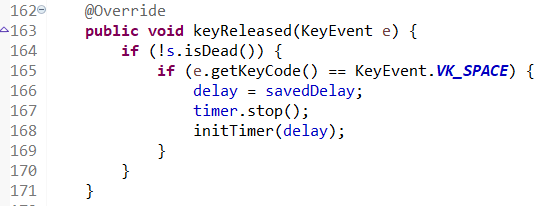 162 @Override
163 public void keyReleased(KeyEvent e) {
164 if (!s.isDead()) {
165 if (e.getKeyCode() == KeyEvent.VK_SPACE) {
166 delay = savedDelay;
167 timer.stop();
168 initTimer(delay);
169 }
170 }
171 }